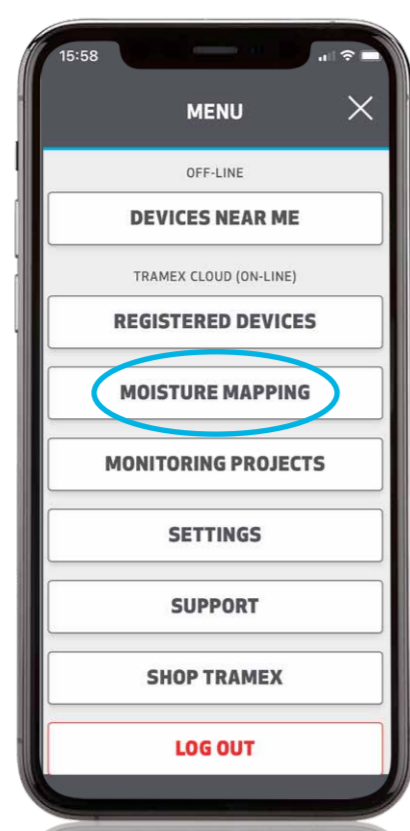 15:58
MENU
OFF-LINE
DEVICES NEAR ME
TRAMEX CLOUD (ON-LINE)
REGISTERED DEVICES
MOISTURE MAPPING
MONITORING PROJECTS
SETTINGS
SUPPORT
SHOP TRAMEX
LOG OUT